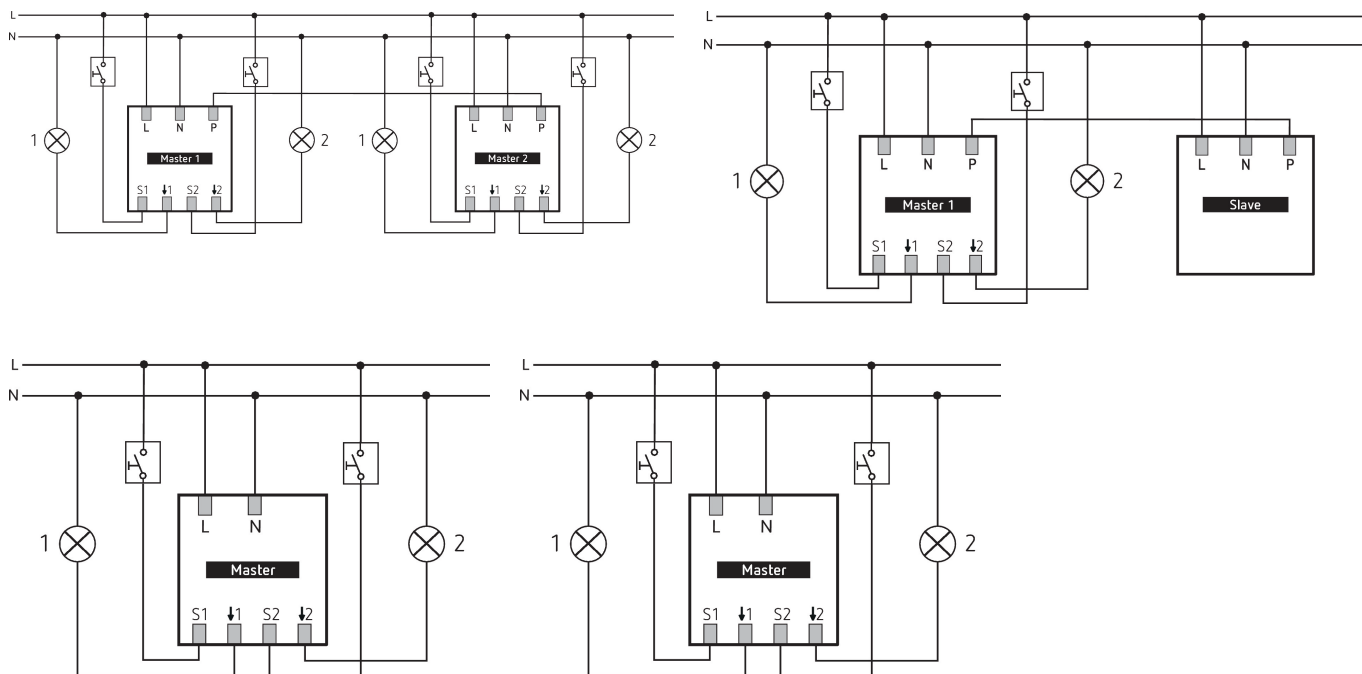 L
N
L N P L N P
1 2 1 2
Master 1 Master 2
S1 1 S2 2 S1 1 S2 2
L
N
L N P L N P
1 2
Master 1 Slave
S1 1 S2 2
L
N
L N
1 2
Master
S1 1 S2 2
L
N
L N
1 2
Master
S1 1 S2 2